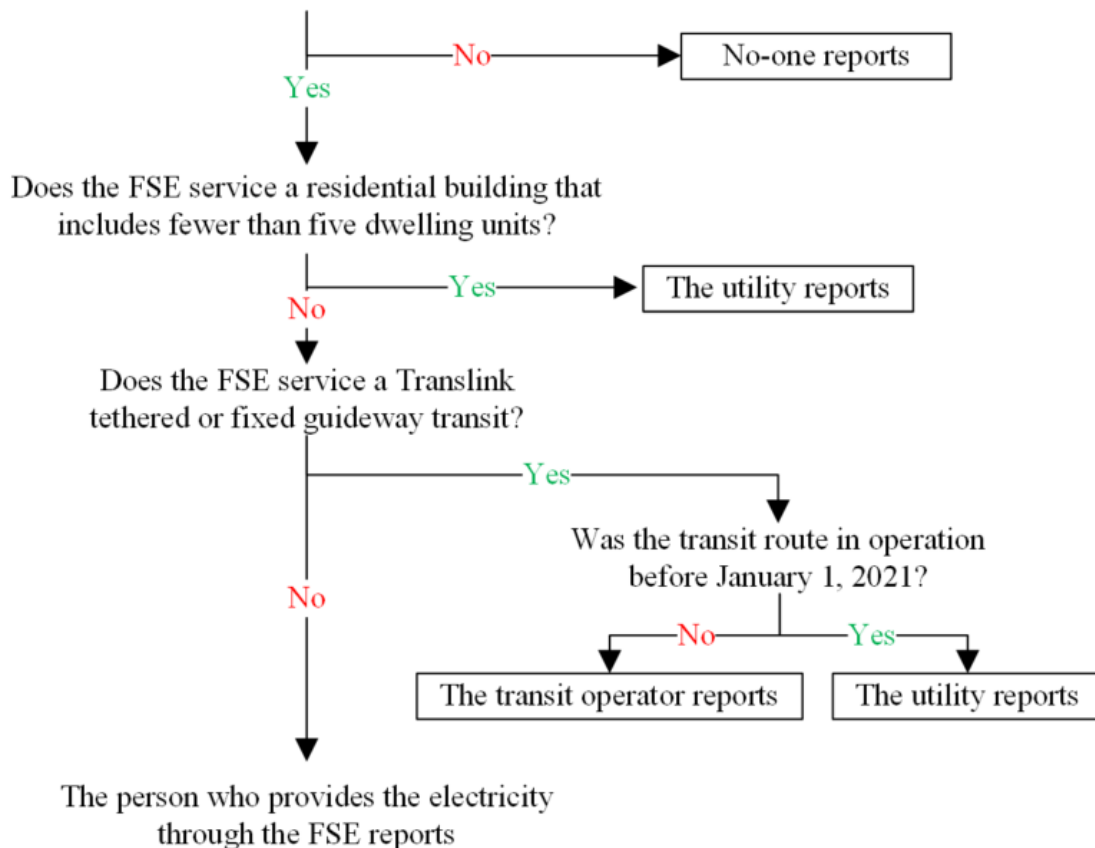 No
No-one reports
Yes
Does the FSE service a residential building that
includes fewer than five dwelling units?
Yes
The utility reports
No
Does the FSE service a Translink
tethered or fixed guideway transit?
Yes
Was the transit route in operation
before January 1, 2021?
No
No
Yes
The transit operator reports
The utility reports
The person who provides the electricity
through the FSE reports